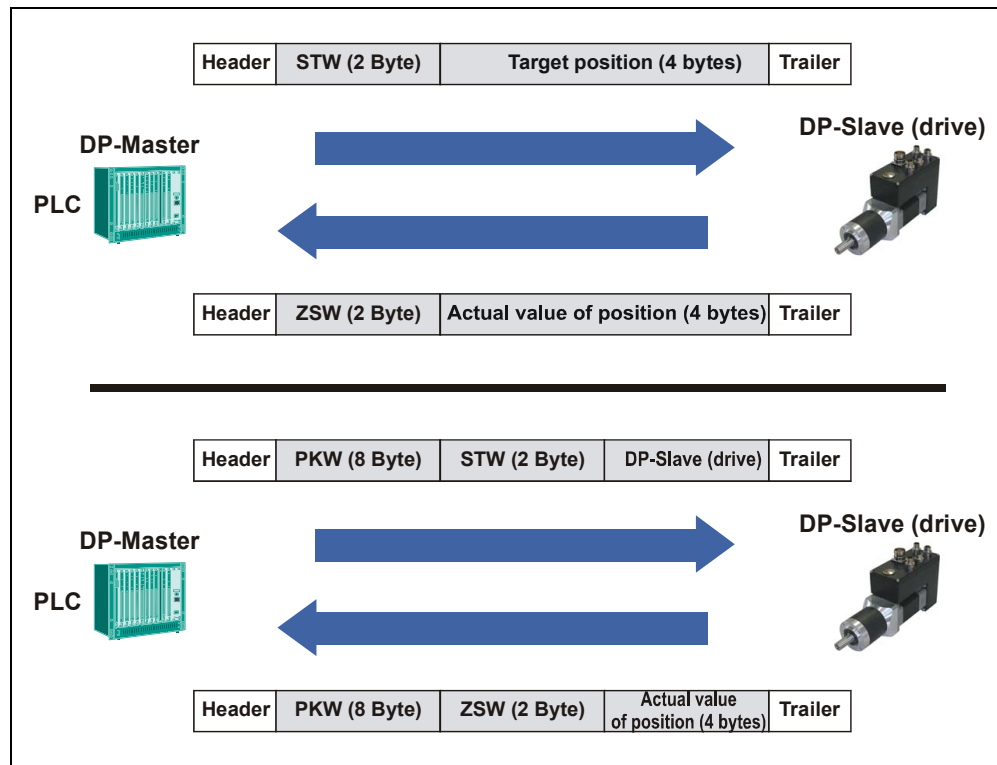 Header STW (2 Byte) Target position (4 bytes) Trailer
DP-Master
DP-Slave (drive)
PLC
Header ZSW (2 Byte) Actual value of position (4 bytes) Trailer
Header PKW (8 Byte) STW (2 Byte) DP-Slave (drive) Trailer
DP-Master
DP-Slave (drive)
PLC
Header PKW (8 Byte) ZSW (2 Byte) Actual value
of position (4 bytes) Trailer